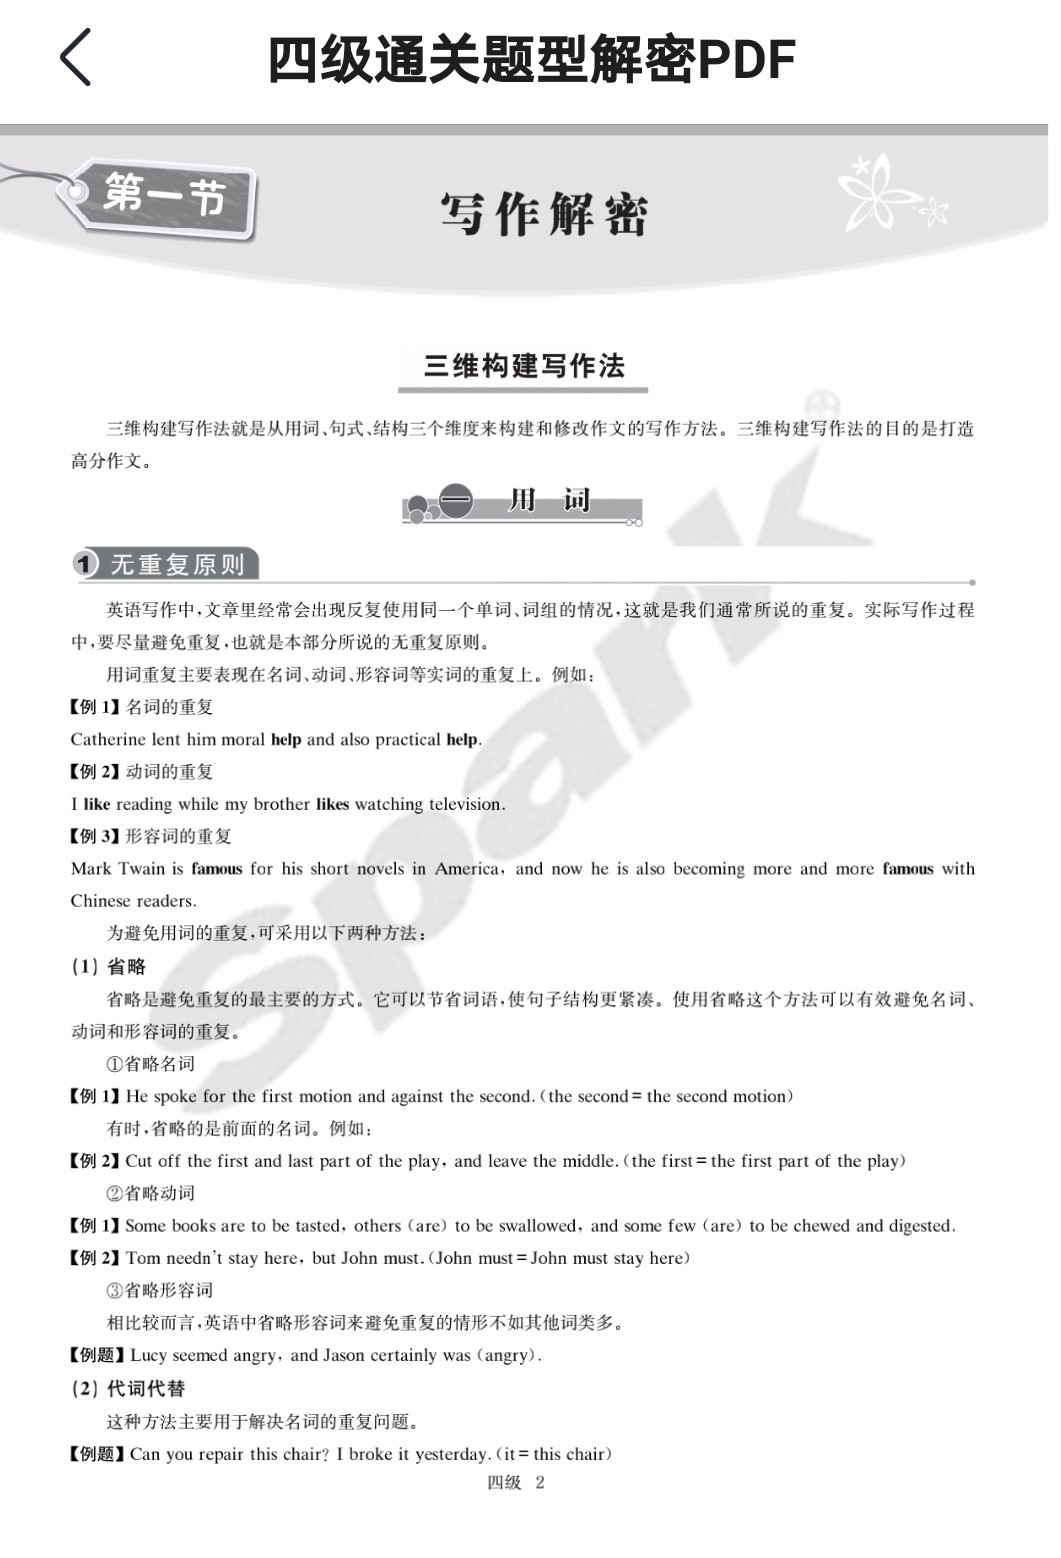 四级通关题型解密PDF
第一节
写作解密
三维构建写作法
三维构建写作法就是从用词、句式、结构三个维度来构建和修改作文的写作方法。三维构建写作法的目的是打造
高分作文。
一 用 词
1 无重复原则
英语写作中,文章里经常会出现反复使用同一个单词、词组的情况,这就是我们通常所说的重复。实际写作过程
中,要尽量避免重复,也就是本部分所说的无重复原则。
用词重复主要表现在名词、动词、形容词等实词的重复上。例如:
【例 1】名词的重复
Catherine lent him moral help and also practical help.
【例 2】动词的重复
I like reading while my brother likes watching television.
【例 3】形容词的重复
Mark Twain is famous for his short novels in America, and now he is also becoming more and more famous with
Chinese readers.
为避免用词的重复,可采用以下两种方法:
(1) 省略
省略是避免重复的最主要的方式。它可以节省词语,使句子结构更紧凑。使用省略这个方法可以有效避免名词、
动词和形容词的重复。
①省略名词
【例 1】He spoke for the first motion and against the second.(the second=the second motion)
有时,省略的是前面的名词。例如:
【例 2】Cut off the first and last part of the play, and leave the middle.(the first=the first part of the play)
②省略动词
【例 1】Some books are to be tasted, others (are) to be swallowed, and some few (are) to be chewed and digested.
【例 2】Tom needn't stay here, but John must.(John must=John must stay here)
③省略形容词
相比较而言,英语中省略形容词来避免重复的情形不如其他词类多。
【例题】Lucy seemed angry, and Jason certainly was (angry).
(2) 代词代替
这种方法主要用于解决名词的重复问题。
【例题】Can you repair this chair? I broke it yesterday.(it=this chair)
四级 2
Spark